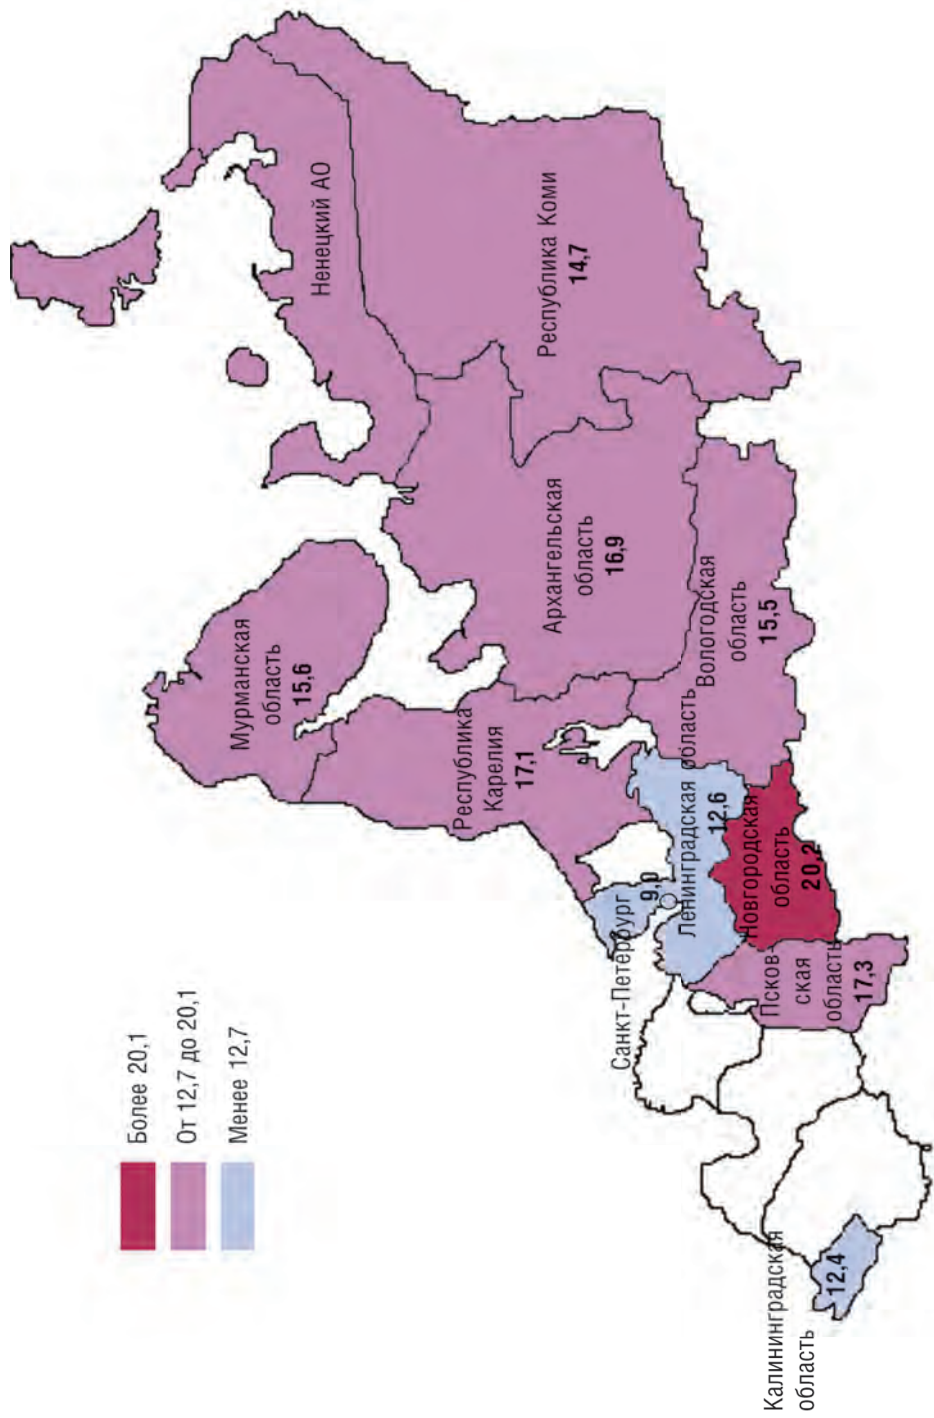 Более 20,1
От 12,7 до 20,1
Менее 12,7
Мурманская
область
15,6
Ненецкий АО
Республика
Карелия
17,1
Архангельская
область
16,9
Республика Коми
14,7
Санкт-Петербург
9,0
Ленинградская область
12,6
Вологодская
область
15,5
Новгородская
область
20,2
Псков-
ская
область
17,3
Калининградская
область
12,4